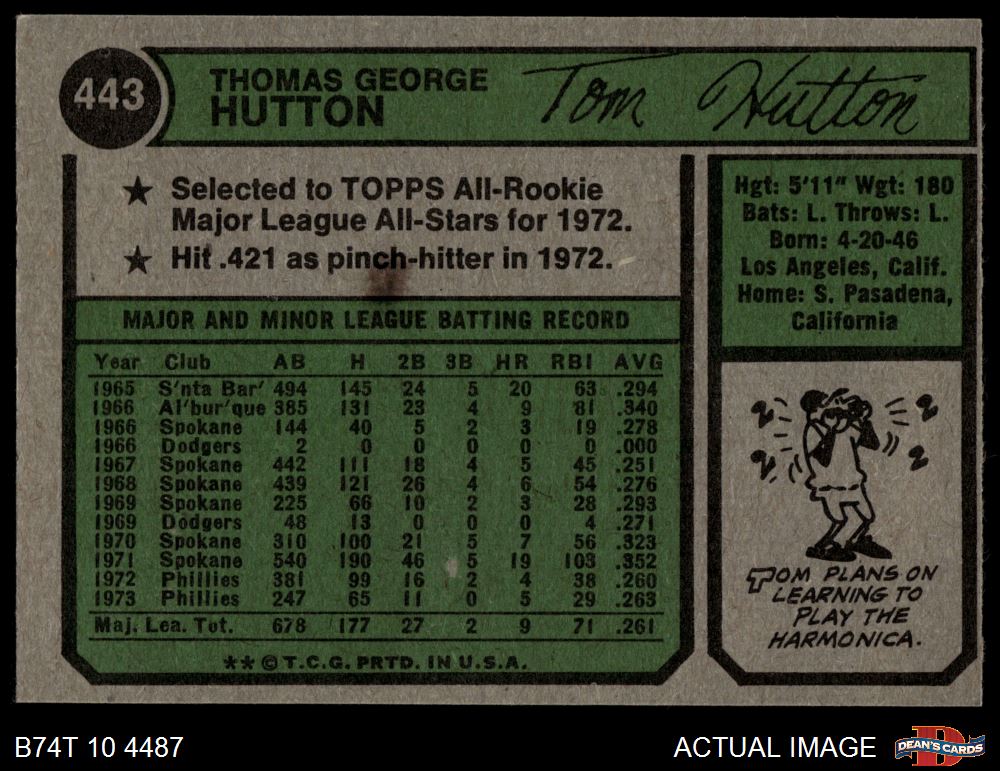 443
THOMAS GEORGE
HUTTON
Tom Hutton
★ Selected to TOPPS All-Rookie
Major League All-Stars for 1972.
★ Hit .421 as pinch-hitter in 1972.
Hgt: 5'11" Wgt: 180
Bats: L. Throws: L.
Born: 4-20-46
Los Angeles, Calif.
Home: S. Pasadena,
California
MAJOR AND MINOR LEAGUE BATTING RECORD
Year Club AB H 2B 3B HR RBI AVG
1965 S'nta Bar' 494 145 24 5 20 63 .294
1966 Al'bur'que 385 131 23 4 9 81 .340
1966 Spokane 144 40 5 2 3 19 .278
1966 Dodgers 2 0 0 0 0 0 .000
1967 Spokane 442 111 18 4 5 45 .251
1968 Spokane 439 121 26 4 6 54 .276
1969 Spokane 225 66 10 2 3 28 .293
1969 Dodgers 48 13 0 0 0 4 .271
1970 Spokane 310 100 21 5 7 56 .323
1971 Spokane 540 190 46 5 19 103 .352
1972 Phillies 381 99 16 2 4 38 .260
1973 Phillies 247 65 11 0 5 29 .263
Maj. Lea. Tot. 678 177 27 2 9 71 .261
**©T.C.G. PRTD. IN U.S.A.
TOM PLANS ON
LEARNING TO
PLAY THE
HARMONICA.
B74T 10 4487
ACTUAL IMAGE
DEAN'S CARDS